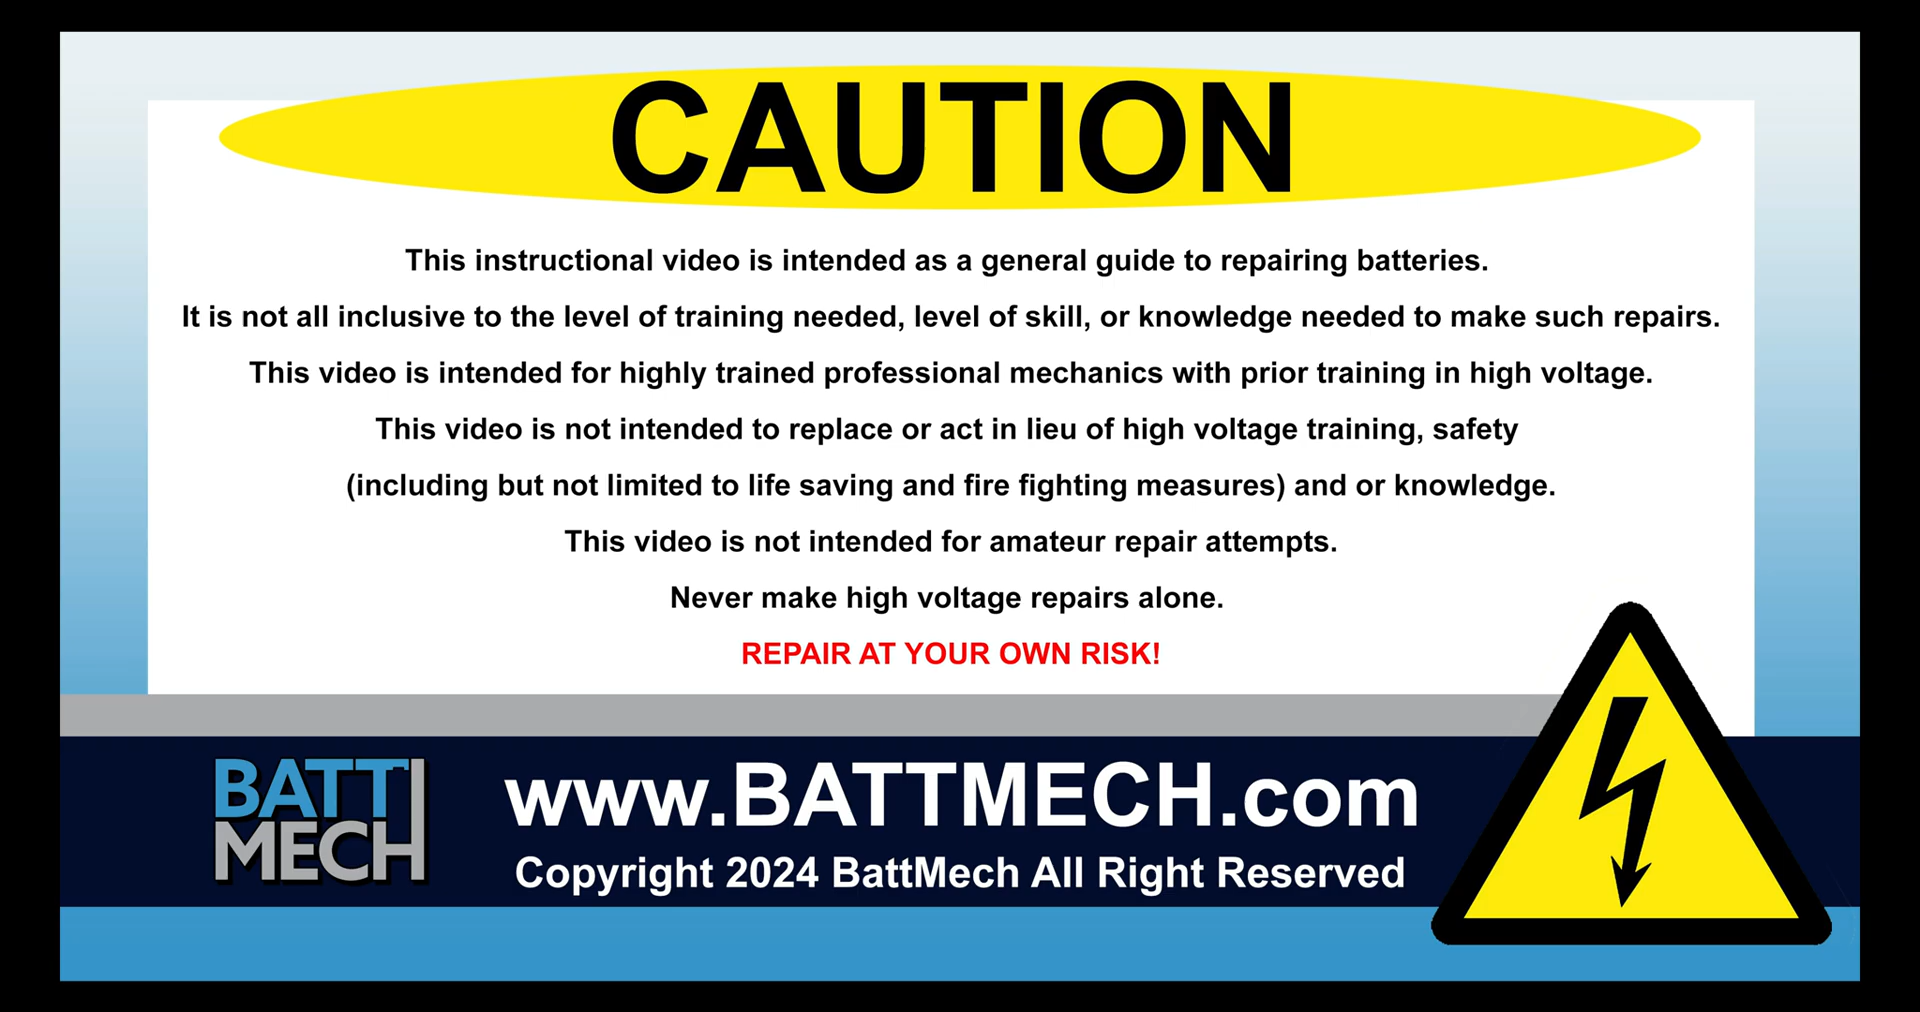 CAUTION
This instructional video is intended as a general guide to repairing batteries.
It is not all inclusive to the level of training needed, level of skill, or knowledge needed to make such repairs.
This video is intended for highly trained professional mechanics with prior training in high voltage.
This video is not intended to replace or act in lieu of high voltage training, safety
(including but not limited to life saving and fire fighting measures) and or knowledge.
This video is not intended for amateur repair attempts.
Never make high voltage repairs alone.
REPAIR AT YOUR OWN RISK!
BATT
MECH
www.BATTMECH.com
Copyright 2024 BattMech All Right Reserved